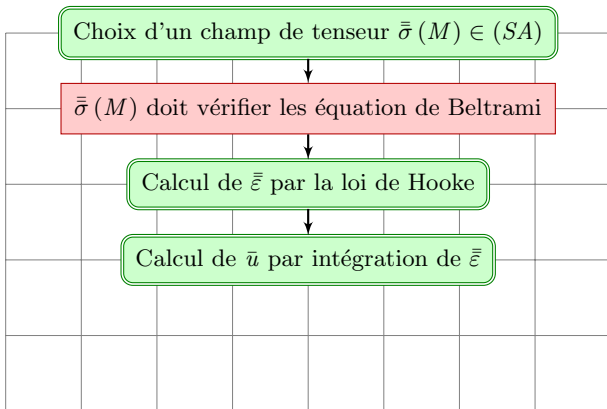 Choix d'un champ de tenseur $\bar{\bar{\sigma}}\,(M) \in (SA)$
$\bar{\bar{\sigma}}\,(M)$ doit vérifier les équation de Beltrami
Calcul de $\bar{\bar{\varepsilon}}$ par la loi de Hooke
Calcul de $\bar{u}$ par intégration de $\bar{\bar{\varepsilon}}$